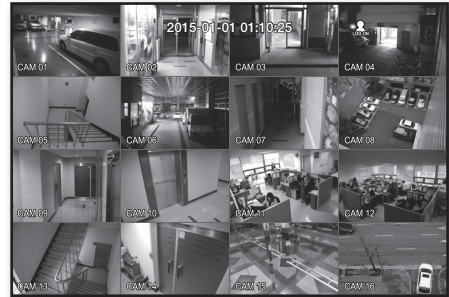 2015-01-01 01:10:25
LOG ON
CAM 01
CAM 02
CAM 03
CAM 04
CAM 05
CAM 06
CAM 07
CAM 08
CAM 09
CAM 10
CAM 11
CAM 12
CAM 13
CAM 14
CAM 15
CAM 16